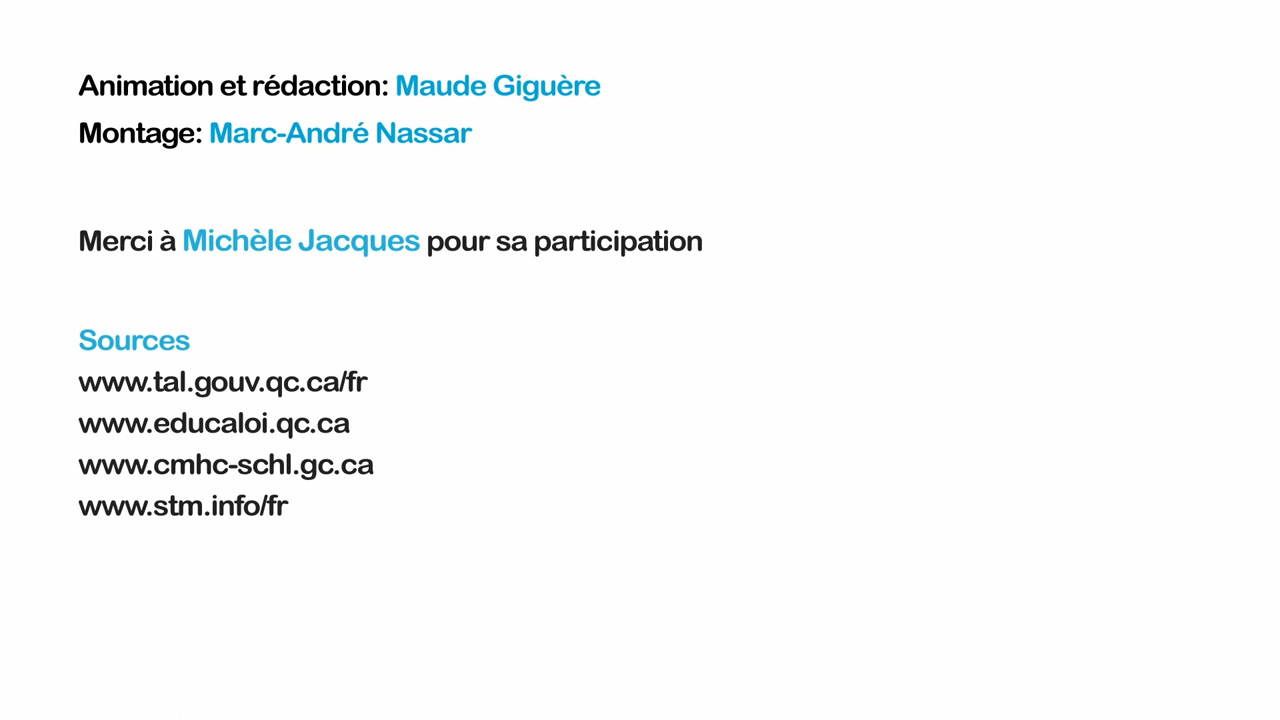 Animation et rédaction: Maude Giguère
Montage: Marc-André Nassar
Merci à Michèle Jacques pour sa participation
Sources
www.tal.gouv.qc.ca/fr
www.educaloi.qc.ca
www.cmhc-schl.gc.ca
www.stm.info/fr